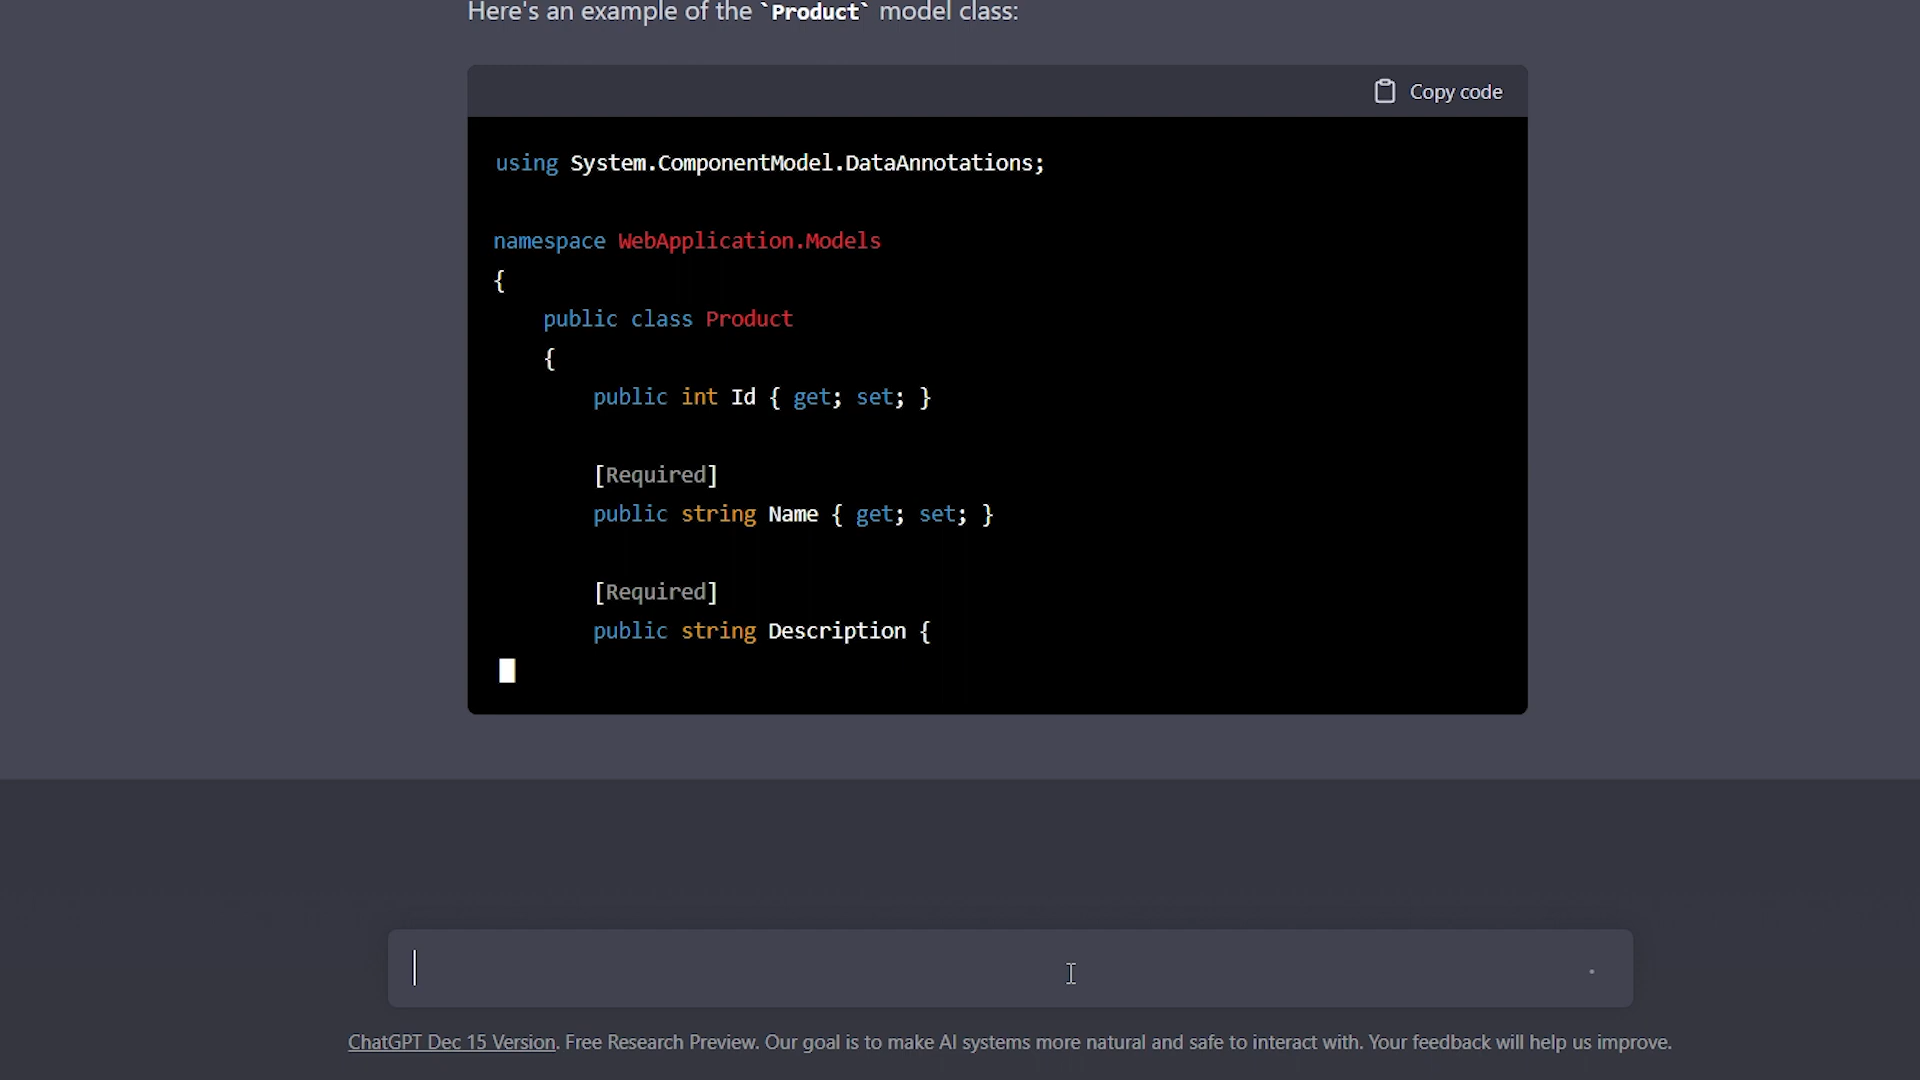 Here's an example of the `Product` model class:
Copy code
using System.ComponentModel.DataAnnotations;
namespace WebApplication.Models
{
public class Product
{
public int Id { get; set; }
[Required]
public string Name { get; set; }
[Required]
public string Description {
ChatGPT Dec 15 Version. Free Research Preview. Our goal is to make AI systems more natural and safe to interact with. Your feedback will help us improve.